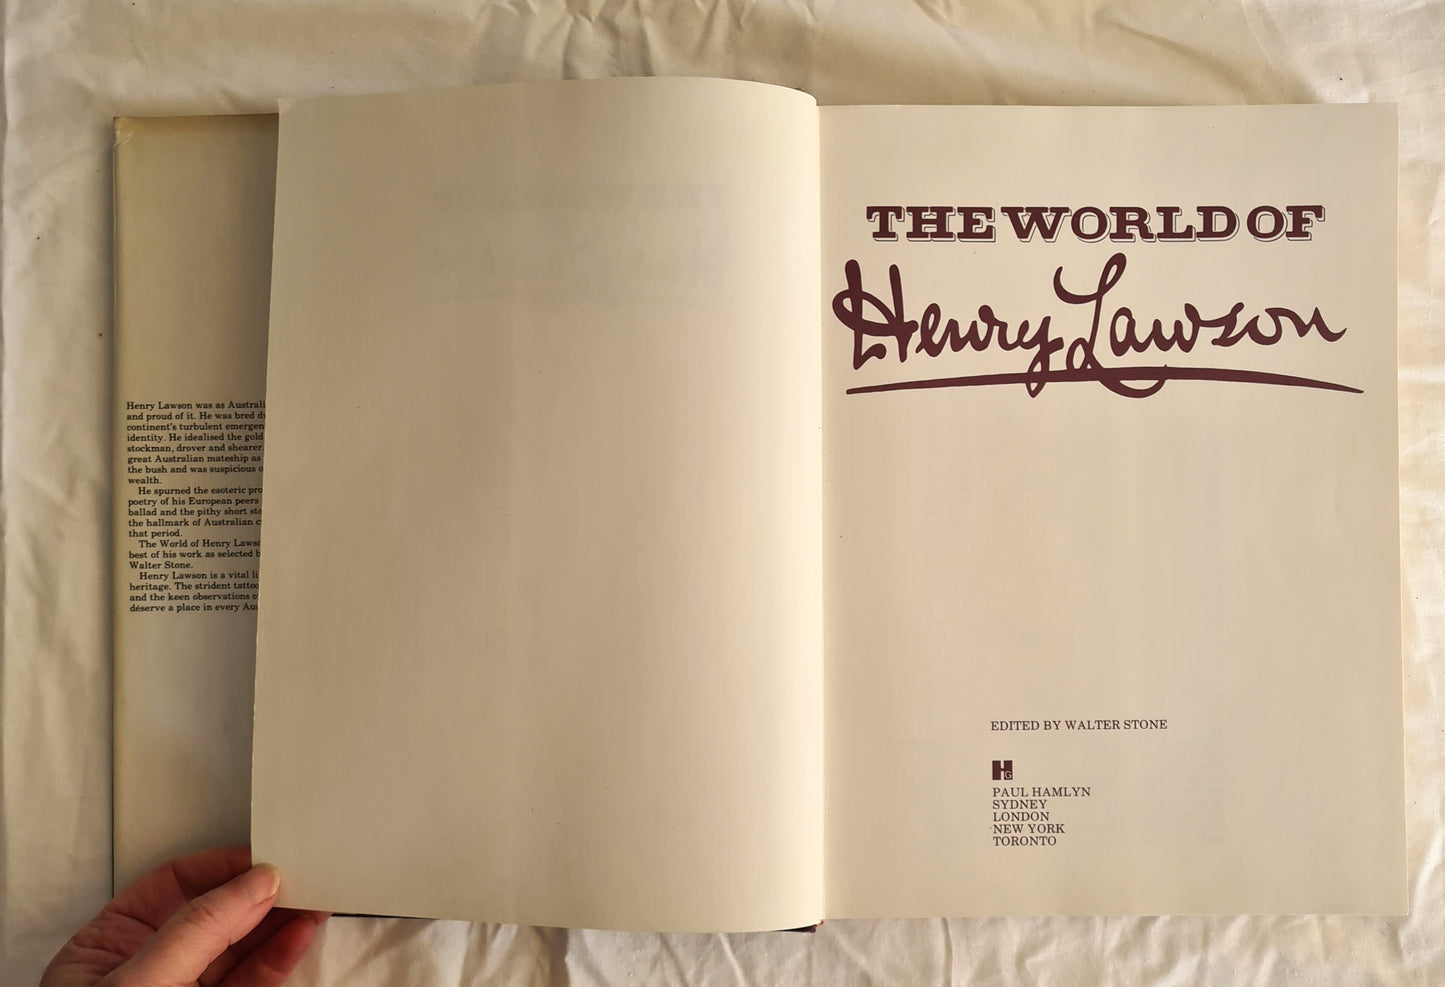 Henry Lawson was as Australi
and proud of it. He was bred du
continent's turbulent emergen
identity. He idealised the gold
stockman, drover and shearer.
great Australian mateship as
the bush and was suspicious o
wealth.
He spurned the esoteric pro
poetry of his European peers
ballad and the pithy short sto
the hallmark of Australian c
that period.
The World of Henry Lawso
best of his work as selected b
Walter Stone.
Henry Lawson is a vital li
heritage. The strident tattoo
and the keen observations o
deserve a place in every Aus
THE WORLD OF
Henry Lawson
EDITED BY WALTER STONE
HG
PAUL HAMLYN
SYDNEY
LONDON
NEW YORK
TORONTO